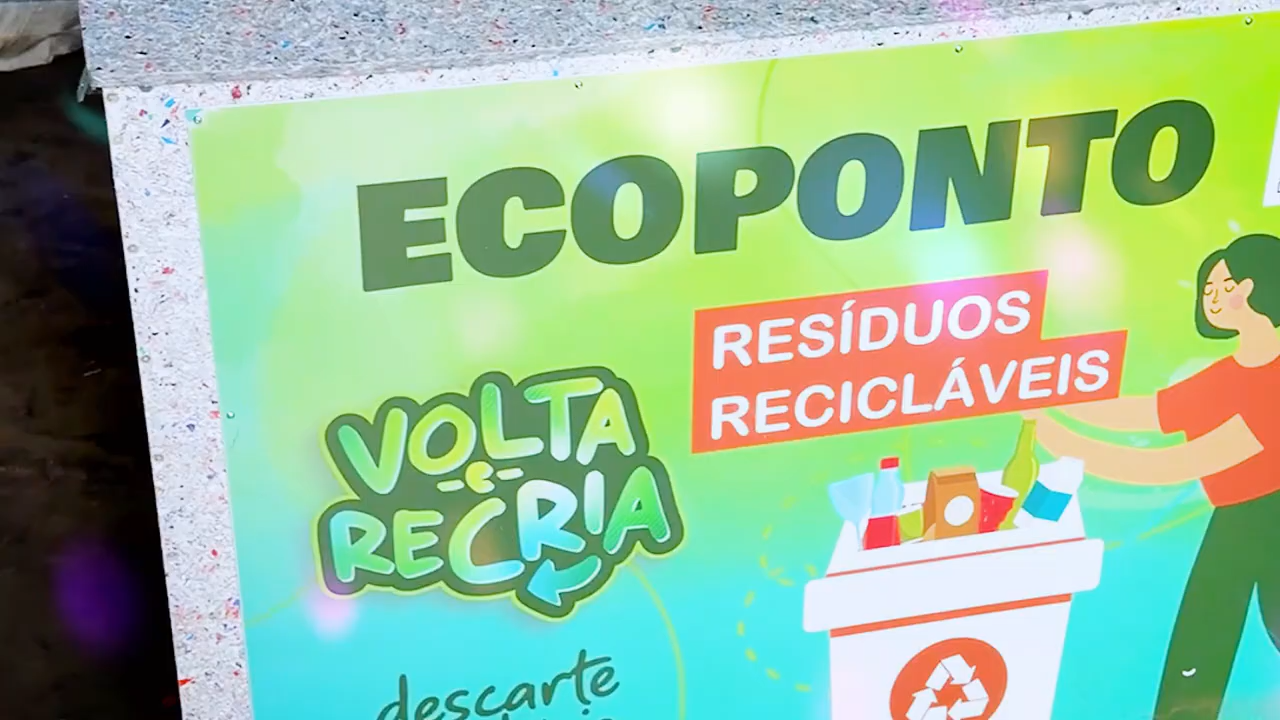 ECOPONTO
RESÍDUOS
RECICLÁVEIS
VOLTA
e
RECRIA
descarte